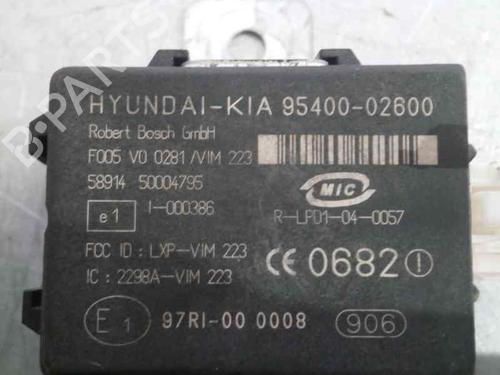 HYUNDAI-KIA 95400-02600
Robert Bosch GmbH
F005 V0 0281/VIM 223
58914 50004795
MIC
e1 I-000386
R-LPD1-04-0057
FCC ID : LXP-VIM 223
IC : 2298A-VIM 223
CE 0682 !
E1 97RI-00 0008 906
B-PARTS